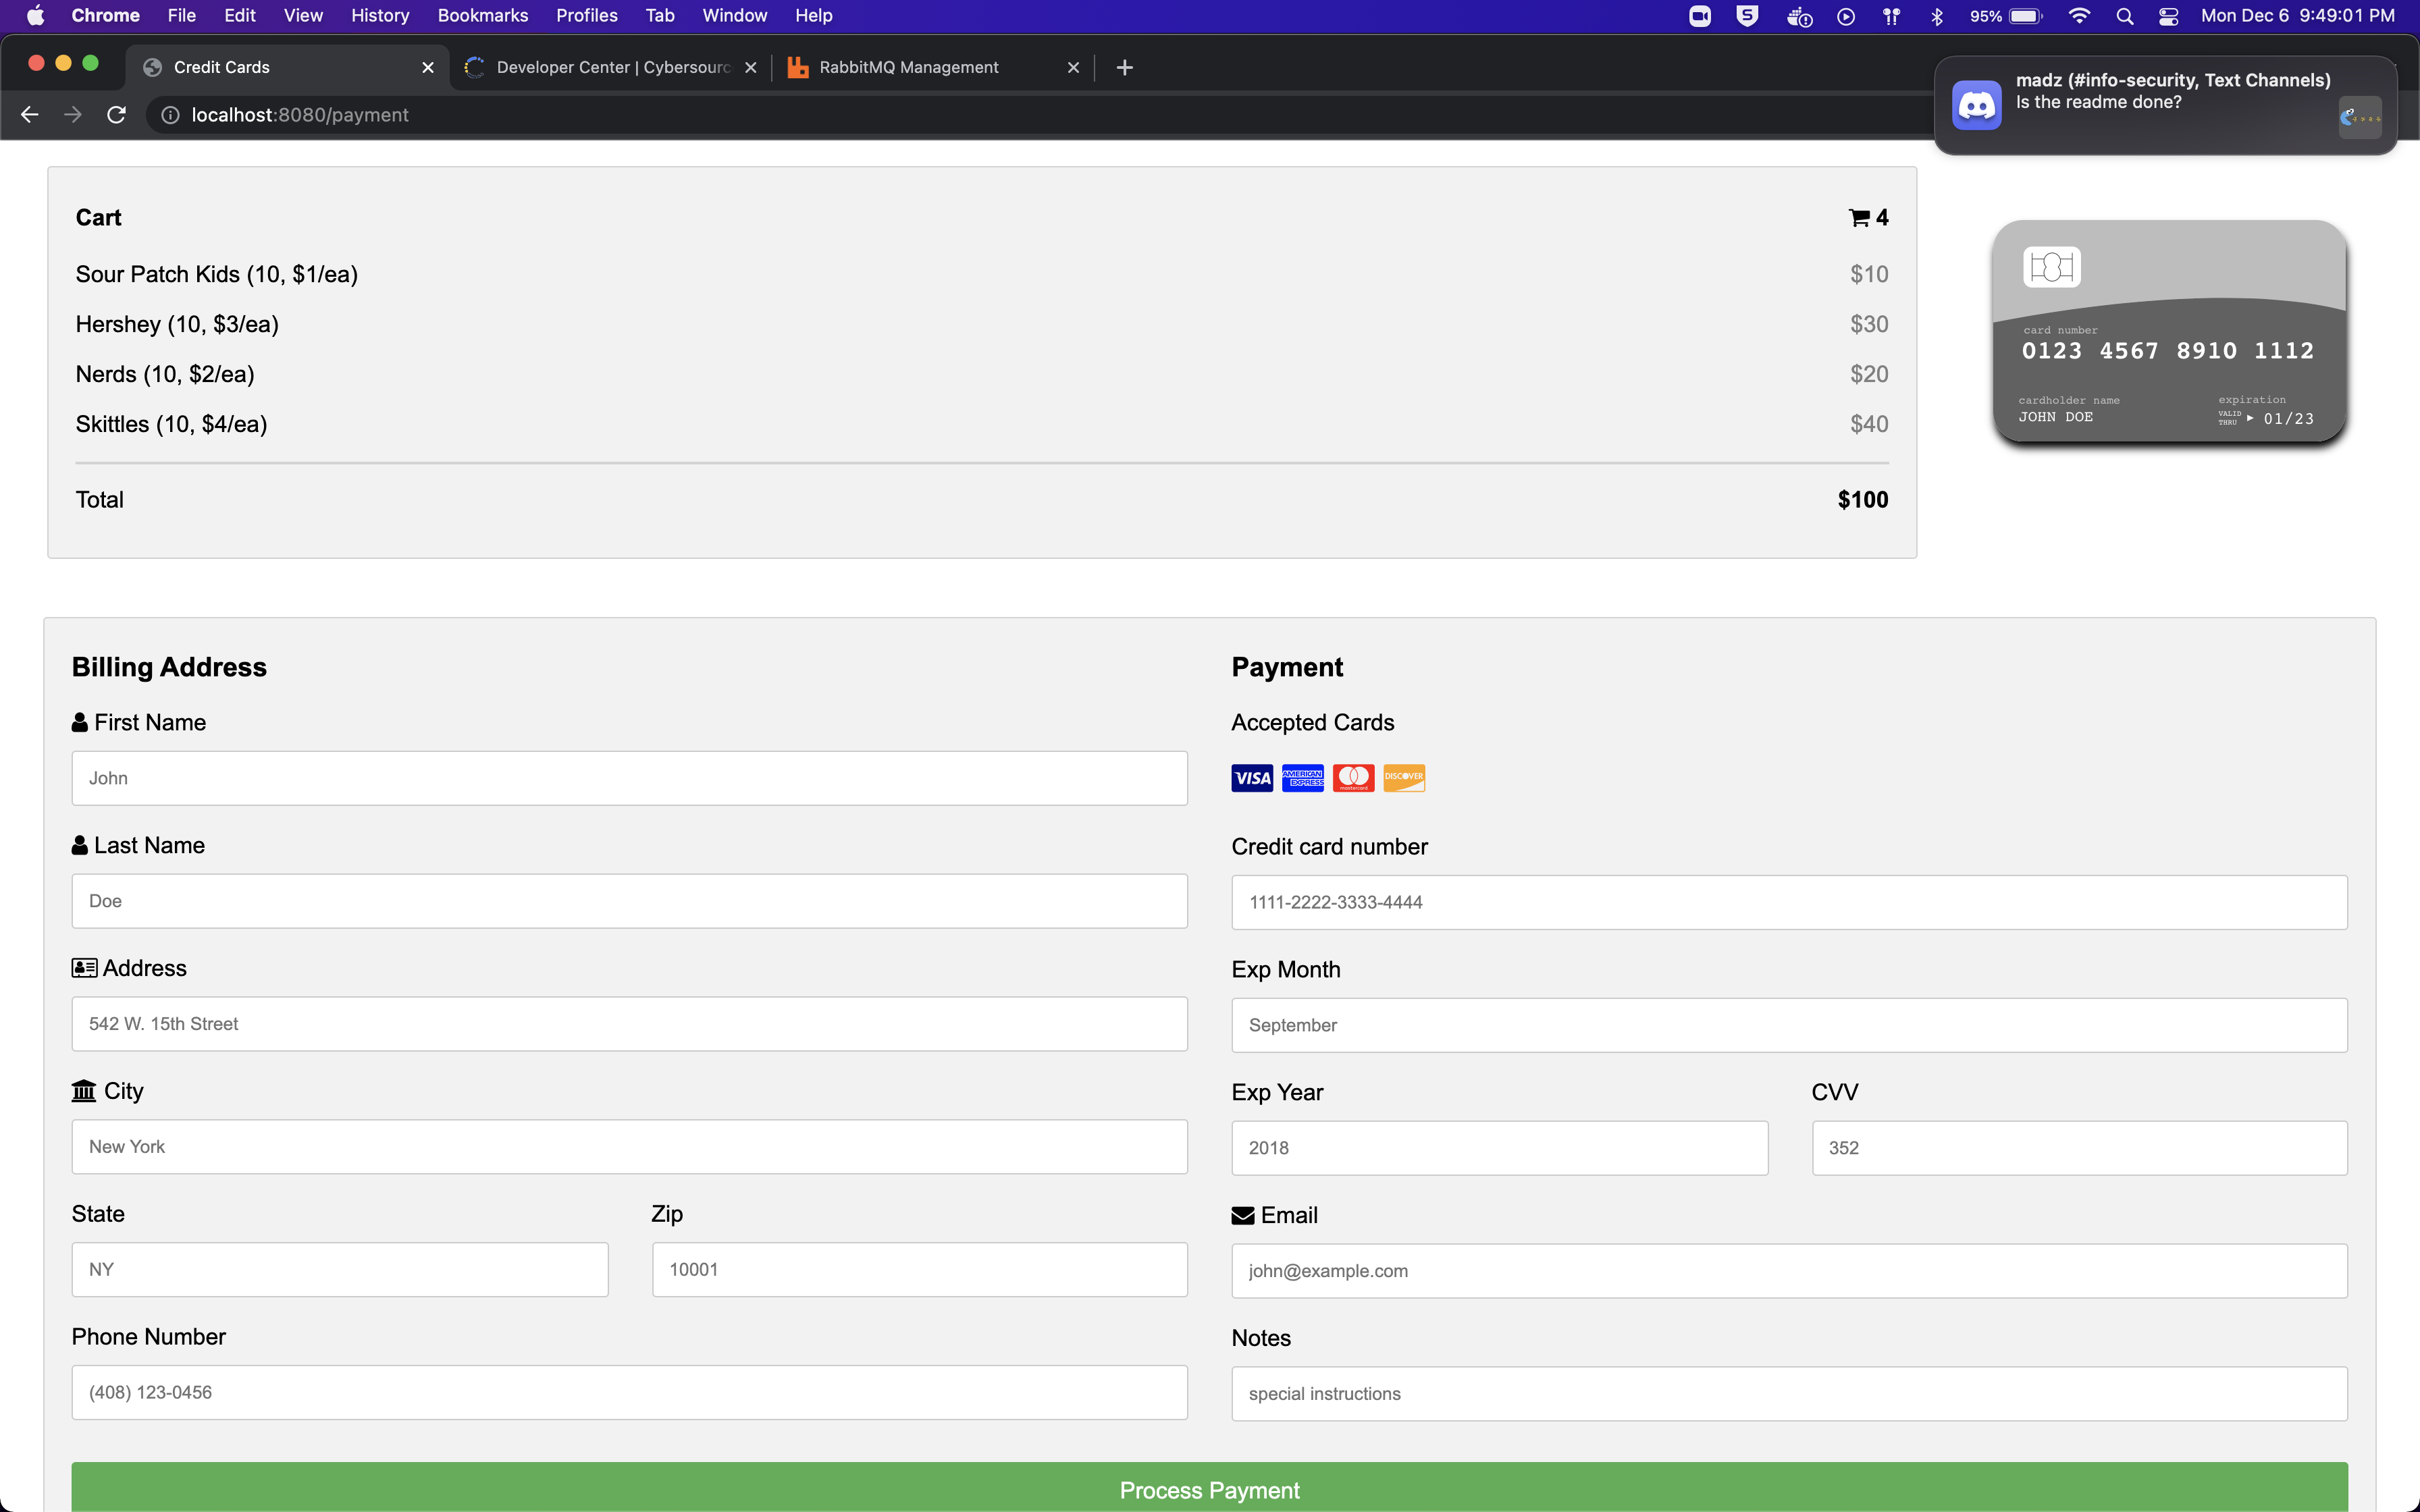 Chrome File Edit View History Bookmarks Profiles Tab Window Help 95% Mon Dec 6 9:49:01 PM
Credit Cards Developer Center | Cybersourc RabbitMQ Management
localhost:8080/payment
madz (#info-security, Text Channels)
Is the readme done?
Cart 4
Sour Patch Kids (10, $1/ea) $10
Hershey (10, $3/ea) $30
Nerds (10, $2/ea) $20
Skittles (10, $4/ea) $40
Total $100
card number
0123 4567 8910 1112
cardholder name expiration
JOHN DOE VALID THRU 01/23
Billing Address
First Name
John
Last Name
Doe
Address
542 W. 15th Street
City
New York
State Zip
NY 10001
Phone Number
(408) 123-0456
Payment
Accepted Cards
VISA AMERICAN EXPRESS mastercard DISCOVER
Credit card number
1111-2222-3333-4444
Exp Month
September
Exp Year CVV
2018 352
Email
john@example.com
Notes
special instructions
Process Payment